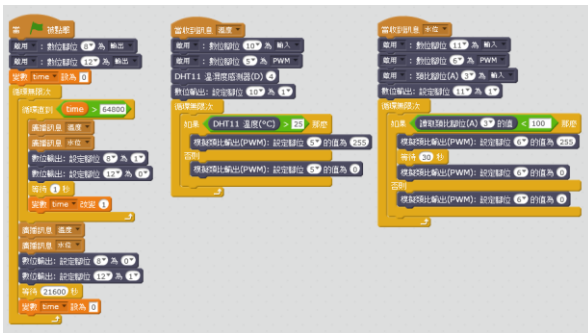 當 被點擊
啟用 : 數位腳位 8 為 輸出
啟用 : 數位腳位 12 為 輸出
變數 time 設為 0
循環無限次
循環直到 time > 64800
廣播訊息 溫度
廣播訊息 水位
數位輸出: 設定腳位 8 為 1
數位輸出: 設定腳位 12 為 0
等待 1 秒
變數 time 改變 1
廣播訊息 溫度
廣播訊息 水位
數位輸出: 設定腳位 8 為 0
數位輸出: 設定腳位 12 為 1
等待 21600 秒
變數 time 設為 0
當收到訊息 溫度
啟用 : 數位腳位 10 為 輸入
啟用 : 數位腳位 5 為 PWM
DHT11 溫濕度感測器(D) 4
數位輸出: 設定腳位 10 為 1
循環無限次
如果 DHT11 溫度(°C) > 25 那麼
模擬類比輸出(PWM): 設定腳位 5 的值為 255
否則
模擬類比輸出(PWM): 設定腳位 5 的值為 0
當收到訊息 水位
啟用 : 數位腳位 11 為 輸入
啟用 : 數位腳位 6 為 PWM
啟用 : 類比腳位(A) 3 為 輸入
數位輸出: 設定腳位 11 為 1
循環無限次
如果 讀取類比腳位(A) 3 的值 < 100 那麼
模擬類比輸出(PWM): 設定腳位 6 的值為 255
等待 30 秒
模擬類比輸出(PWM): 設定腳位 6 的值為 0
否則
模擬類比輸出(PWM): 設定腳位 6 的值為 0